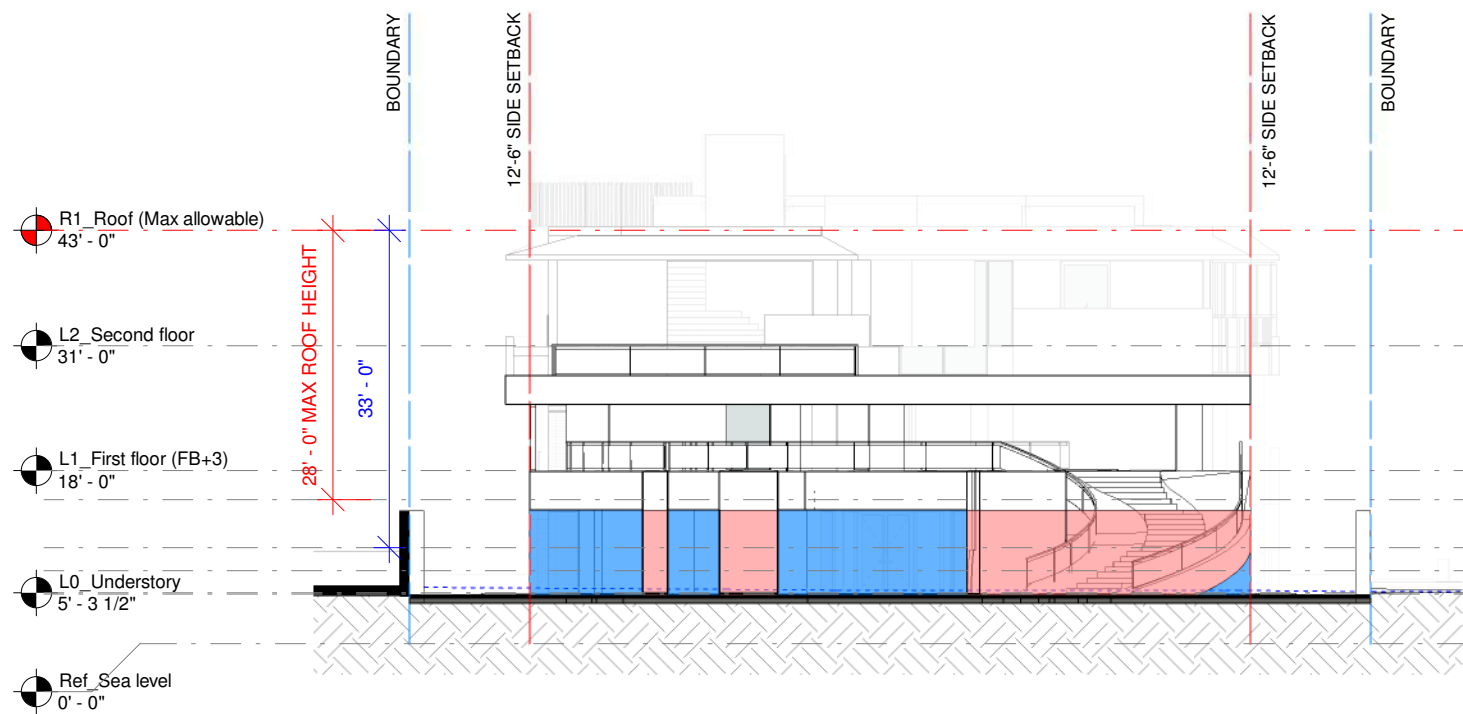 BOUNDARY
12'-6" SIDE SETBACK
12'-6" SIDE SETBACK
BOUNDARY
R1_Roof (Max allowable)
43' - 0"
28' - 0" MAX ROOF HEIGHT
33' - 0"
L2_Second floor
31' - 0"
L1_First floor (FB+3)
18' - 0"
L0_Understory
5' - 3 1/2"
Ref_Sea level
0' - 0"